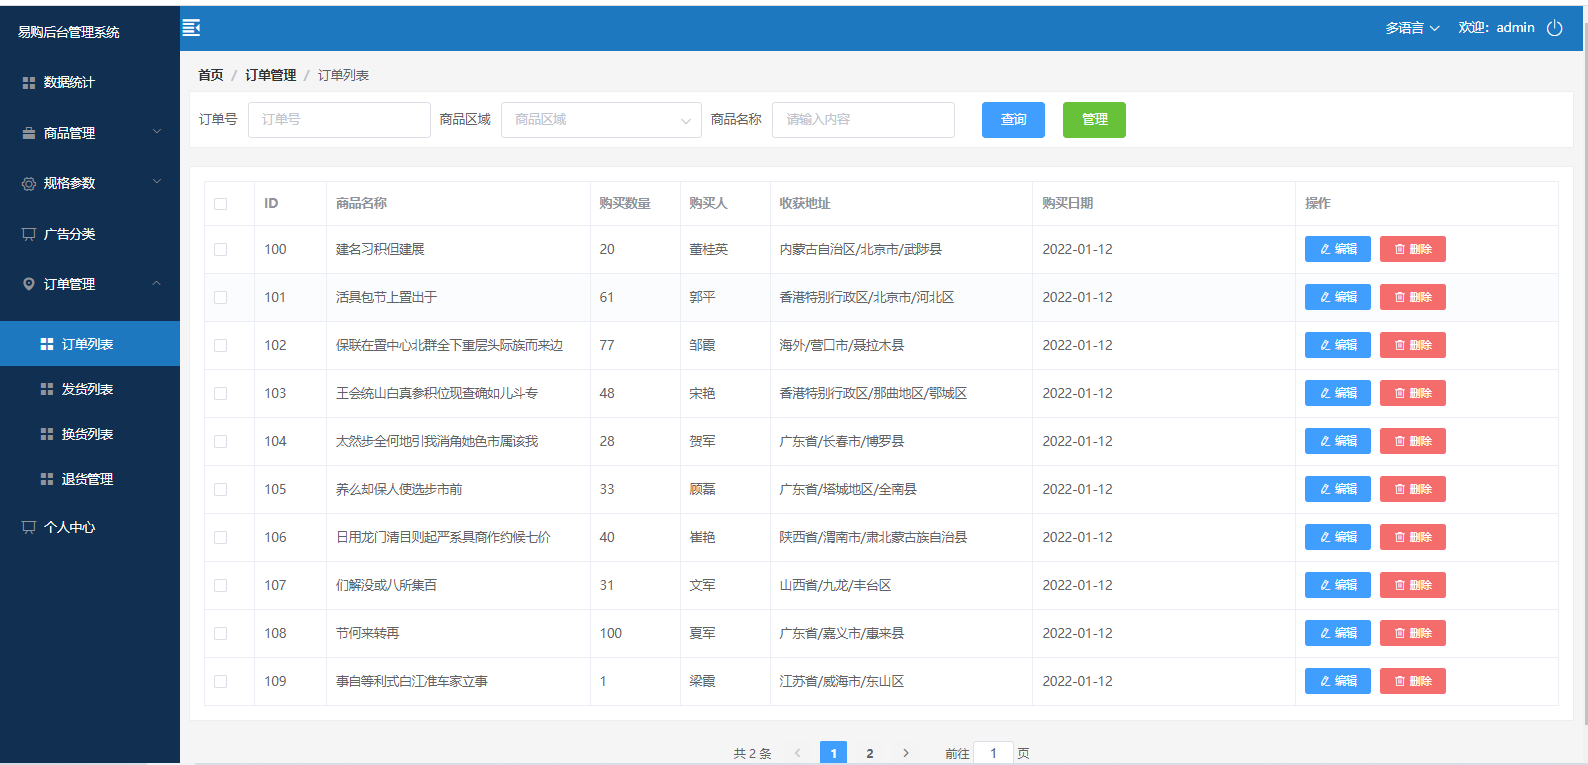 易购后台管理系统
多语言 欢迎：admin
数据统计
商品管理
规格参数
广告分类
订单管理
订单列表
发货列表
换货列表
退货管理
个人中心
首页 / 订单管理 / 订单列表
订单号 订单号 商品区域 商品区域 商品名称 请输入内容 查询 管理
ID 商品名称 购买数量 购买人 收获地址 购买日期 操作
100 建名习积但建展 20 董桂英 内蒙古自治区/北京市/武陟县 2022-01-12 编辑 删除
101 活具包节上置出于 61 郭平 香港特别行政区/北京市/河北区 2022-01-12 编辑 删除
102 保联在置中心北群全下重层头际族而来边 77 邹霞 海外/营口市/聂拉木县 2022-01-12 编辑 删除
103 王会统山白真参积位现查确如儿斗专 48 宋艳 香港特别行政区/那曲地区/鄂城区 2022-01-12 编辑 删除
104 太然步全何地引我消角她色市属该我 28 贺军 广东省/长春市/博罗县 2022-01-12 编辑 删除
105 养么却保人便选步市前 33 顾磊 广东省/塔城地区/全南县 2022-01-12 编辑 删除
106 日用龙门清目则起严系具商作约候七价 40 崔艳 陕西省/渭南市/肃北蒙古族自治县 2022-01-12 编辑 删除
107 们解没或八所集百 31 文军 山西省/九龙/丰台区 2022-01-12 编辑 删除
108 节何来转再 100 夏军 广东省/嘉义市/惠来县 2022-01-12 编辑 删除
109 事自等利式白江准车家立事 1 梁霞 江苏省/威海市/东山区 2022-01-12 编辑 删除
共 2 条 1 2 前往 1 页